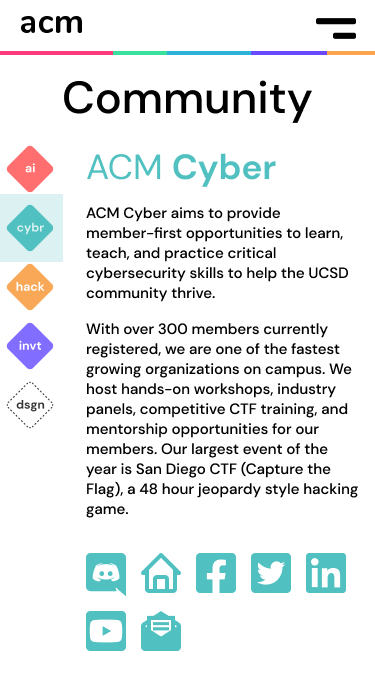 acm
Community
ai
cybr
hack
invt
dsgn
ACM Cyber
ACM Cyber aims to provide
member-first opportunities to learn,
teach, and practice critical
cybersecurity skills to help the UCSD
community thrive.
With over 300 members currently
registered, we are one of the fastest
growing organizations on campus. We
host hands-on workshops, industry
panels, competitive CTF training, and
mentorship opportunities for our
members. Our largest event of the
year is San Diego CTF (Capture the
Flag), a 48 hour jeopardy style hacking
game.